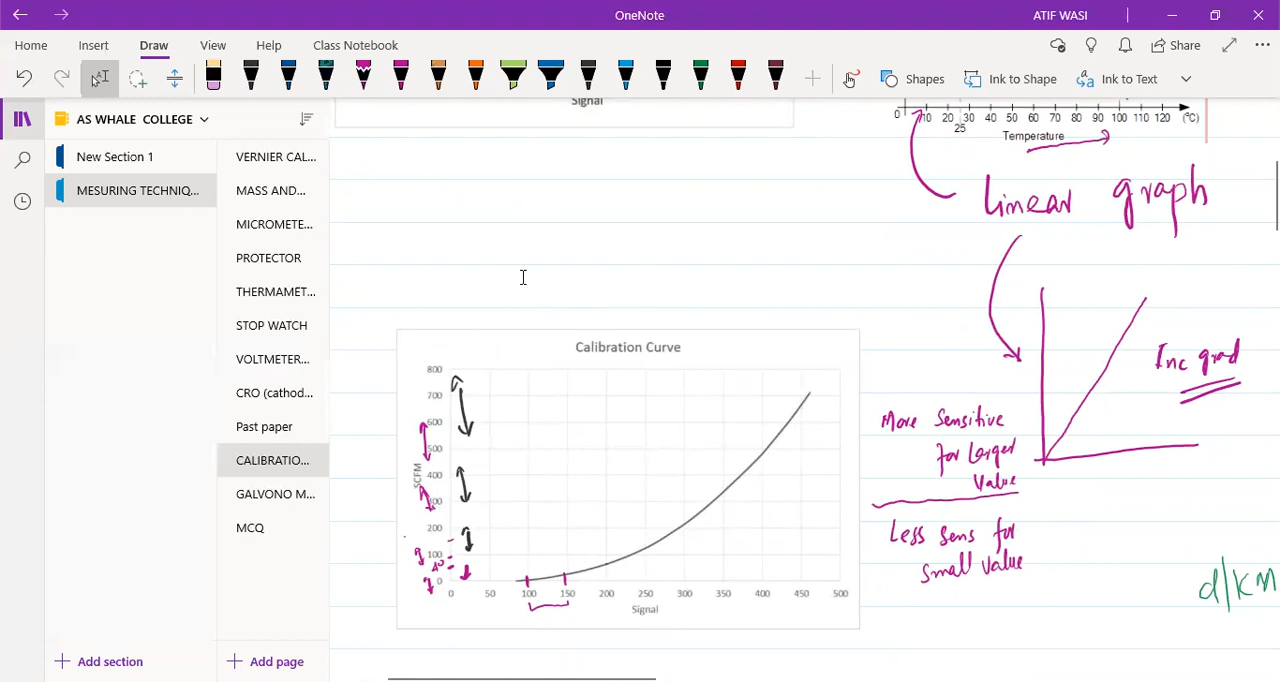 OneNote
ATIF WASI
Home Insert Draw View Help Class Notebook
Share
Shapes Ink to Shape Ink to Text
AS WHALE COLLEGE
New Section 1
MESURING TECHNIQ...
VERNIER CAL...
MASS AND...
MICROMETE...
PROTECTOR
THERMAMET...
STOP WATCH
VOLTMETER...
CRO (cathod...
Past paper
CALIBRATIO...
GALVONO M...
MCQ
Add section
Add page
Signal
0 10 20 30 40 50 60 70 80 90 100 110 120 (°C)
25
Temperature
linear graph
Inc grad
Calibration Curve
800
700
600
500
400
300
200
100
0
SCFM
0 50 100 150 200 250 300 350 400 450 500
Signal
More Sensitive
for Larger
Value
Less sens for
small value
d/km